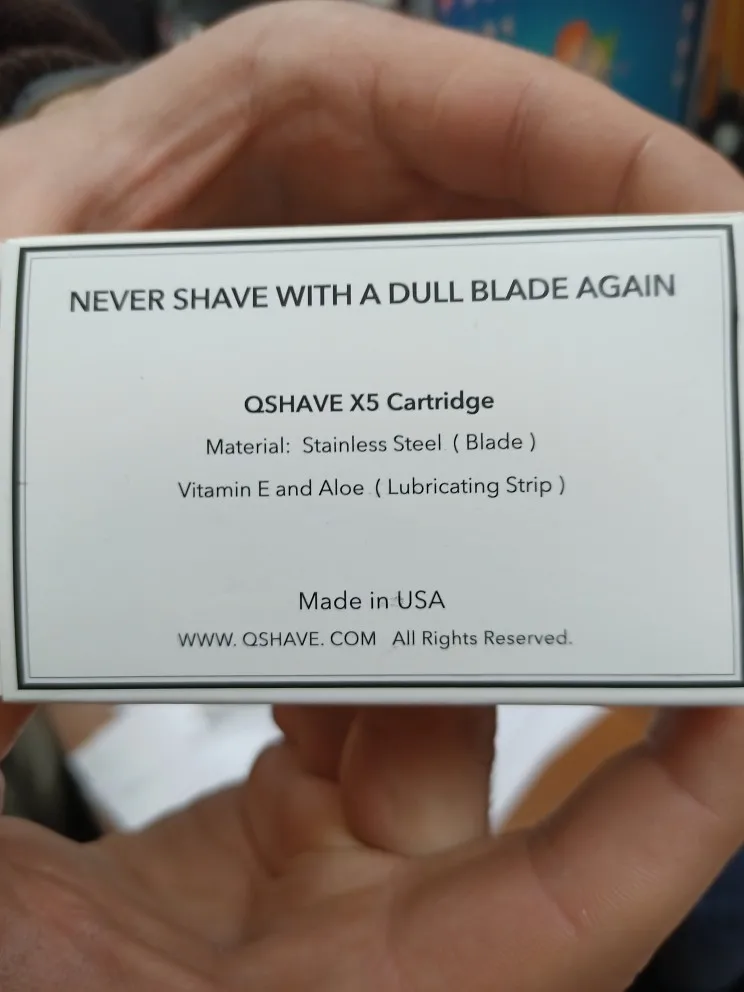 NEVER SHAVE WITH A DULL BLADE AGAIN
QSHAVE X5 Cartridge
Material: Stainless Steel ( Blade )
Vitamin E and Aloe ( Lubricating Strip )
Made in USA
WWW. QSHAVE. COM All Rights Reserved.